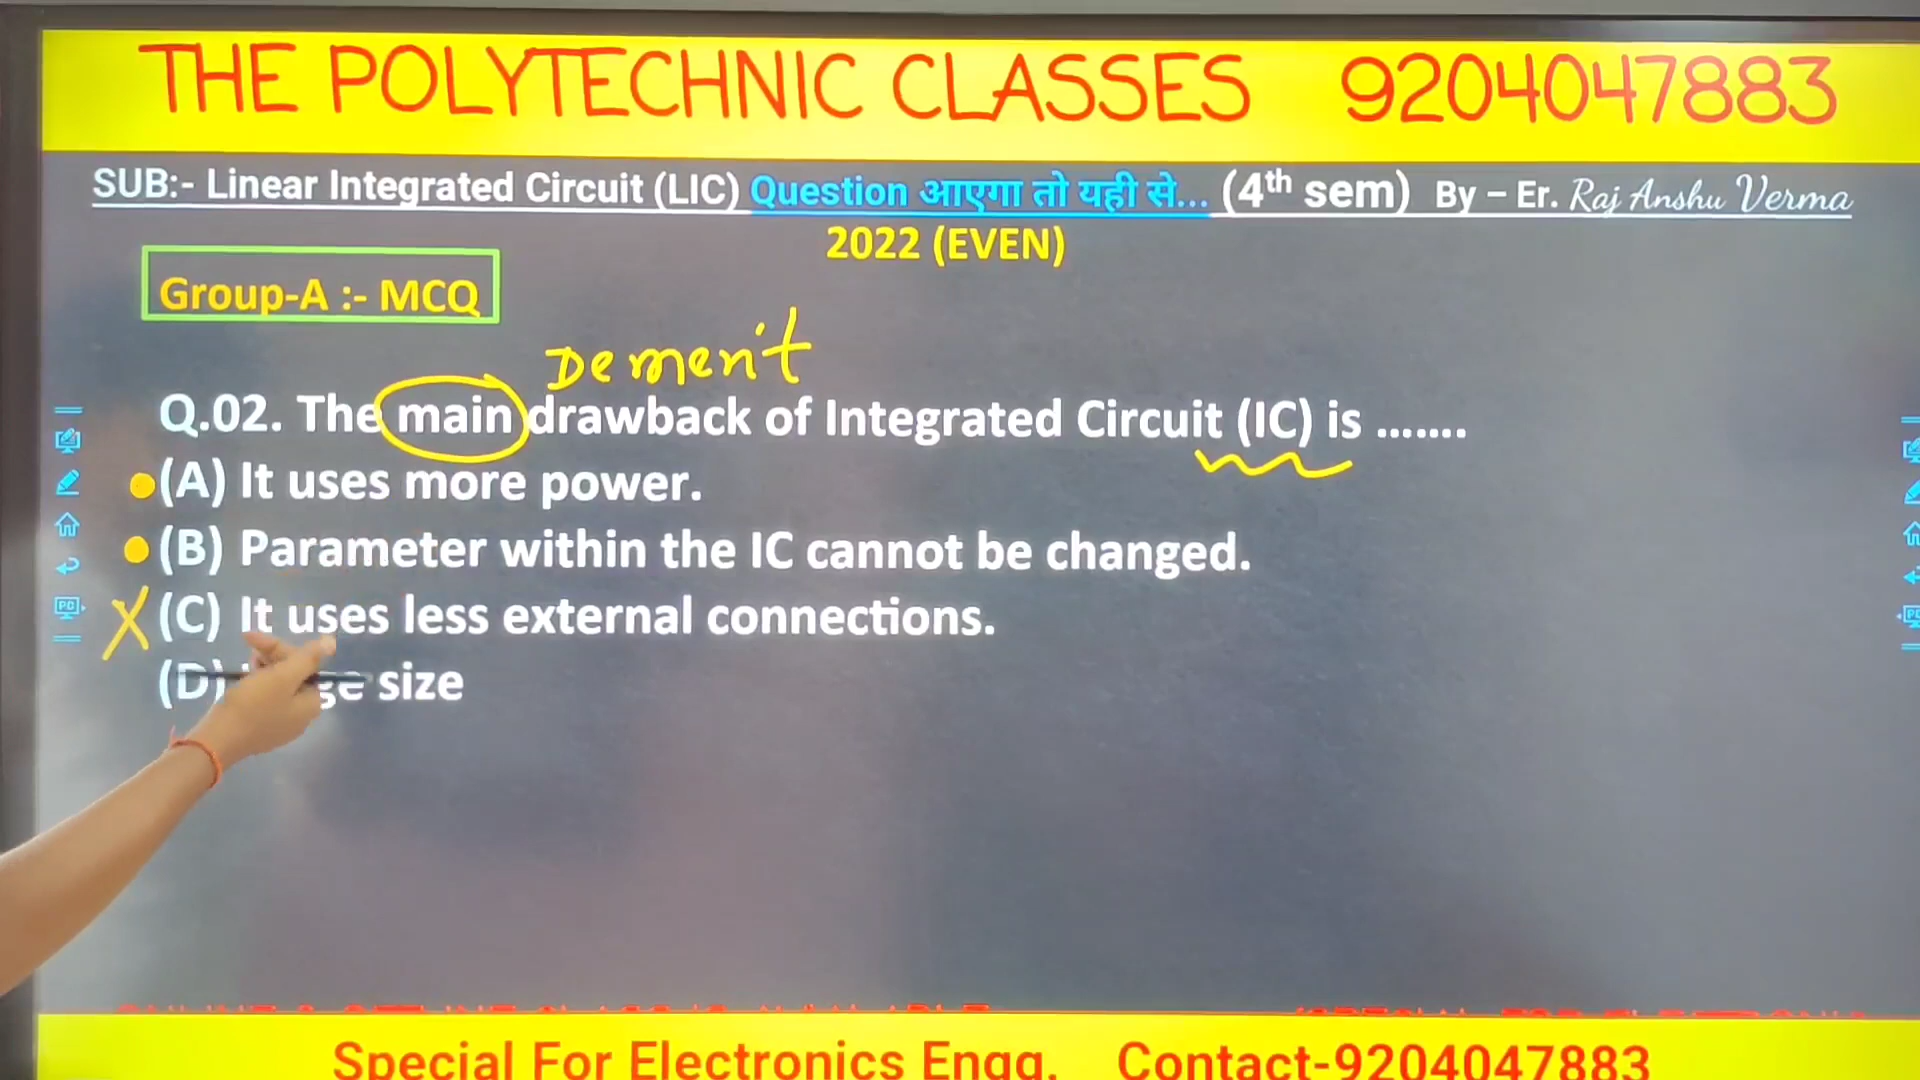 THE POLYTECHNIC CLASSES 9204047883
SUB:- Linear Integrated Circuit (LIC) Question आएगा तो यही से... (4th sem) By – Er. Raj Anshu Verma
2022 (EVEN)
Group-A :- MCQ
Demerit
Q.02. The main drawback of Integrated Circuit (IC) is .......
(A) It uses more power.
(B) Parameter within the IC cannot be changed.
X (C) It uses less external connections.
(D) size
Special For Electronics Engg. Contact-9204047883